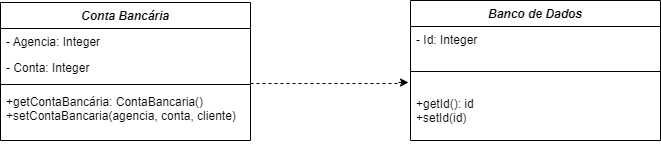 Conta Bancária
- Agencia: Integer
- Conta: Integer
+getContaBancária: ContaBancaria()
+setContaBancaria(agencia, conta, cliente)
Banco de Dados
- Id: Integer
+getId(): id
+setId(id)